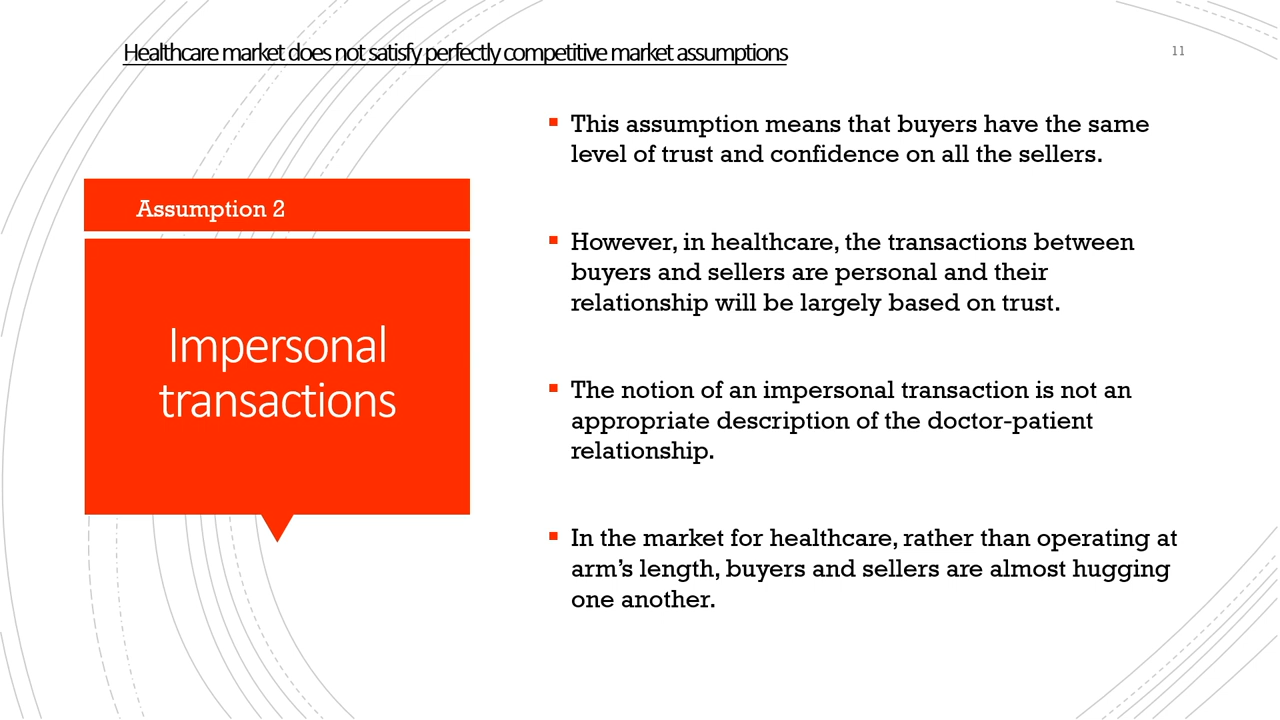 Healthcare market does not satisfy perfectly competitive market assumptions
11
Assumption 2
Impersonal
transactions
▪ This assumption means that buyers have the same
level of trust and confidence on all the sellers.
▪ However, in healthcare, the transactions between
buyers and sellers are personal and their
relationship will be largely based on trust.
▪ The notion of an impersonal transaction is not an
appropriate description of the doctor-patient
relationship.
▪ In the market for healthcare, rather than operating at
arm’s length, buyers and sellers are almost hugging
one another.